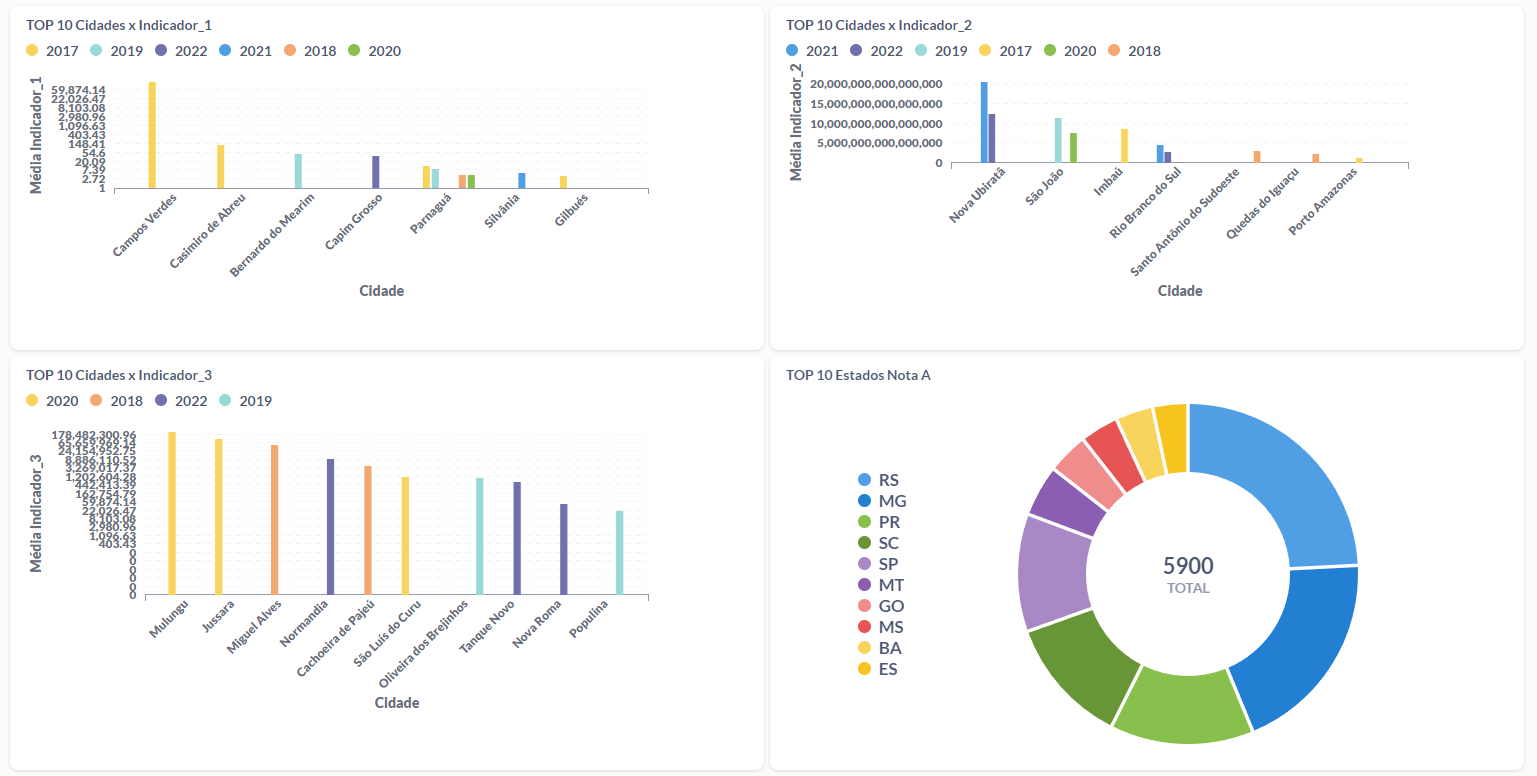 TOP 10 Cidades x Indicador_1
2017 2019 2022 2021 2018 2020
Média Indicador_1
59,874.14
22,026.47
8,103.08
2,980.96
1,096.63
403.43
148.41
54.6
20.09
7.39
2.72
1
Campos Verdes
Casimiro de Abreu
Bernardo do Mearim
Capim Grosso
Parnaguá
Silvânia
Gilbués
Cidade
TOP 10 Cidades x Indicador_2
2021 2022 2019 2017 2020 2018
Média Indicador_2
20,000,000,000,000,000
15,000,000,000,000,000
10,000,000,000,000,000
5,000,000,000,000,000
0
Nova Ubiratã
São João
Imbaú
Rio Branco do Sul
Santo Antônio do Sudoeste
Quedas do Iguaçu
Porto Amazonas
Cidade
TOP 10 Cidades x Indicador_3
2020 2018 2022 2019
Média Indicador_3
178,482,300.96
65,659,969.14
24,154,952.75
8,886,110.52
3,269,017.37
1,202,604.28
442,413.39
162,754.79
59,874.14
22,026.47
8,103.08
2,980.96
1,096.63
403.43
0
0
0
0
0
0
Mulungu
Jussara
Miguel Alves
Normandia
Cachoeira de Pajeú
São Luís do Curu
Oliveira dos Brejinhos
Tanque Novo
Nova Roma
Populina
Cidade
TOP 10 Estados Nota A
RS
MG
PR
SC
SP
MT
GO
MS
BA
ES
5900
TOTAL